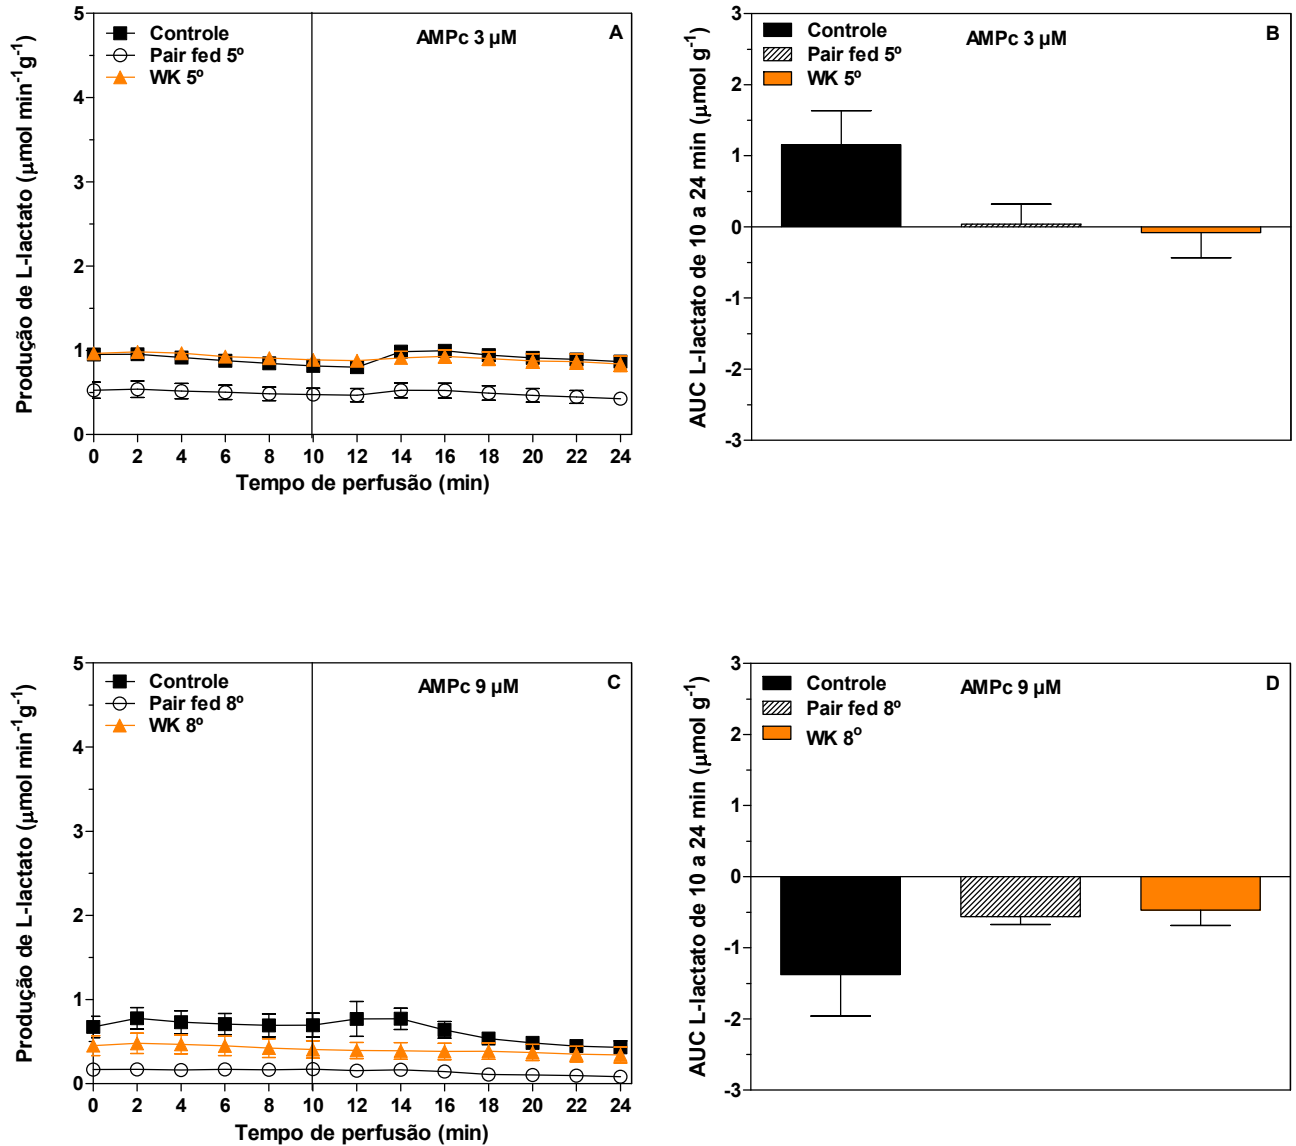 Produção de L-lactato (μmol min⁻¹g⁻¹)
5
4
3
2
1
0
Controle
Pair fed 5º
WK 5º
AMPc 3 μM
A
0 2 4 6 8 10 12 14 16 18 20 22 24
Tempo de perfusão (min)
AUC L-lactato de 10 a 24 min (μmol g⁻¹)
3
2
1
0
-1
-2
-3
Controle
Pair fed 5º
WK 5º
AMPc 3 μM
B
Produção de L-lactato (μmol min⁻¹g⁻¹)
5
4
3
2
1
0
Controle
Pair fed 8º
WK 8º
AMPc 9 μM
C
0 2 4 6 8 10 12 14 16 18 20 22 24
Tempo de perfusão (min)
AUC L-lactato de 10 a 24 min (μmol g⁻¹)
3
2
1
0
-1
-2
-3
Controle
Pair fed 8º
WK 8º
AMPc 9 μM
D